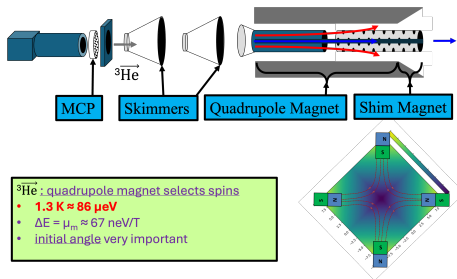 ³He
MCP
Skimmers
Quadrupole Magnet
Shim Magnet
³He : quadrupole magnet selects spins
• 1.3 K ≈ 86 μeV
• ΔE = μₘ ≈ 67 neV/T
• initial angle very important
N
S
S
N
N
S
S
N